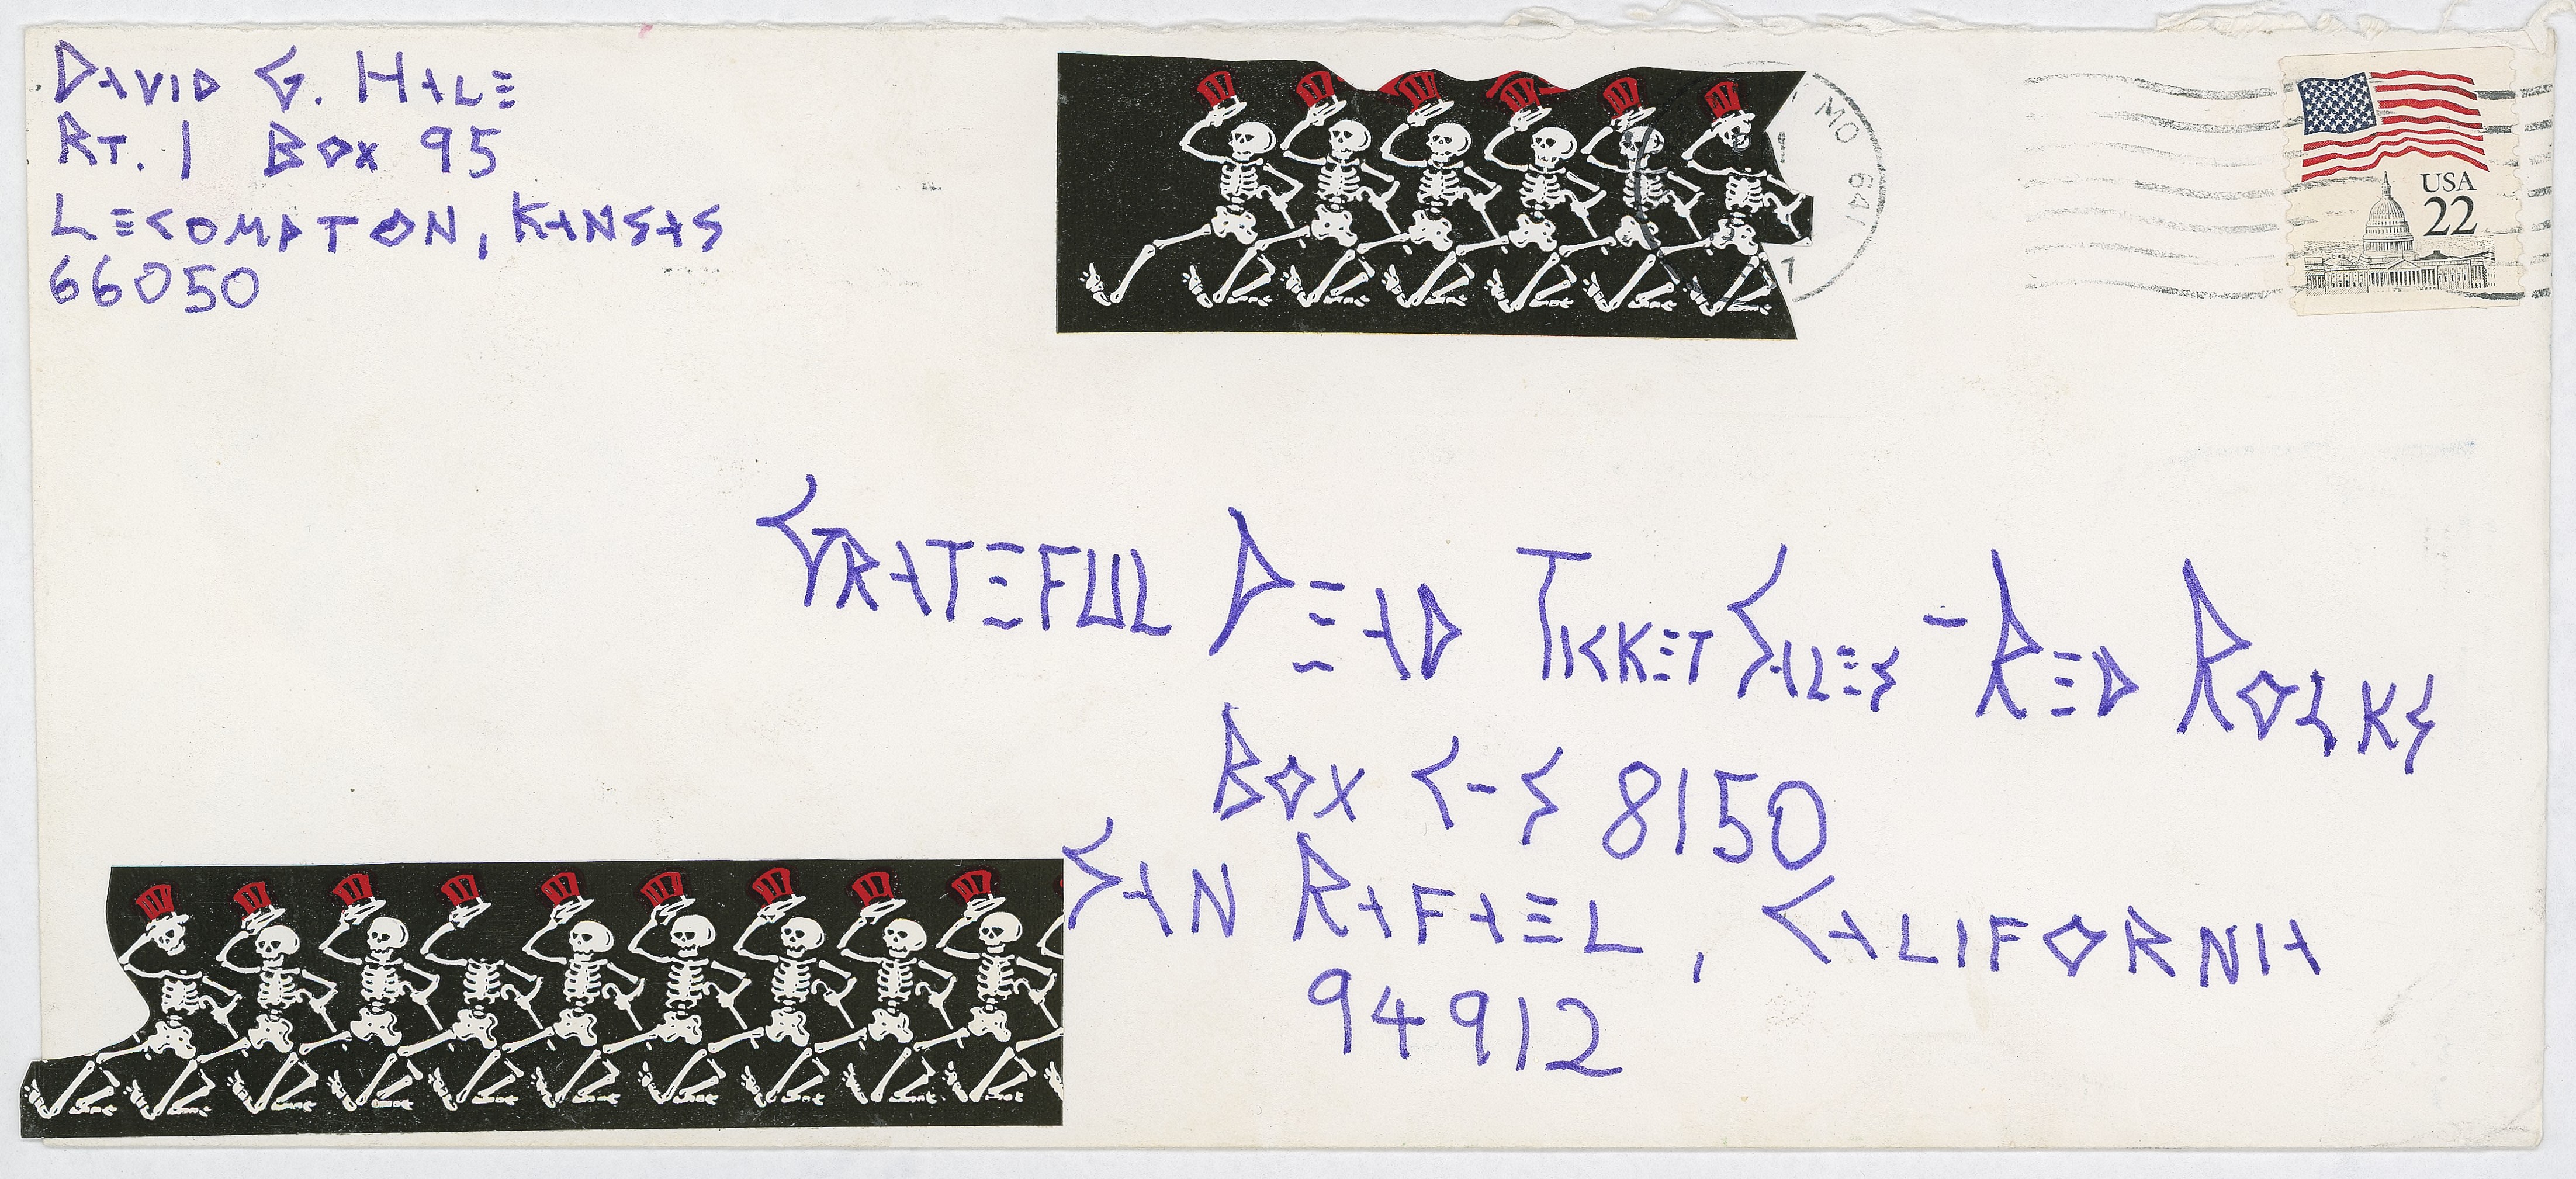 DAVID G. HALE
RT. 1 BOX 95
LECOMPTON, KANSAS
66050
MO 641
USA
22
GRATEFUL DEAD TICKET SALES - RED ROCKS
BOX C-S 8150
SAN RAFAEL, CALIFORNIA
94912